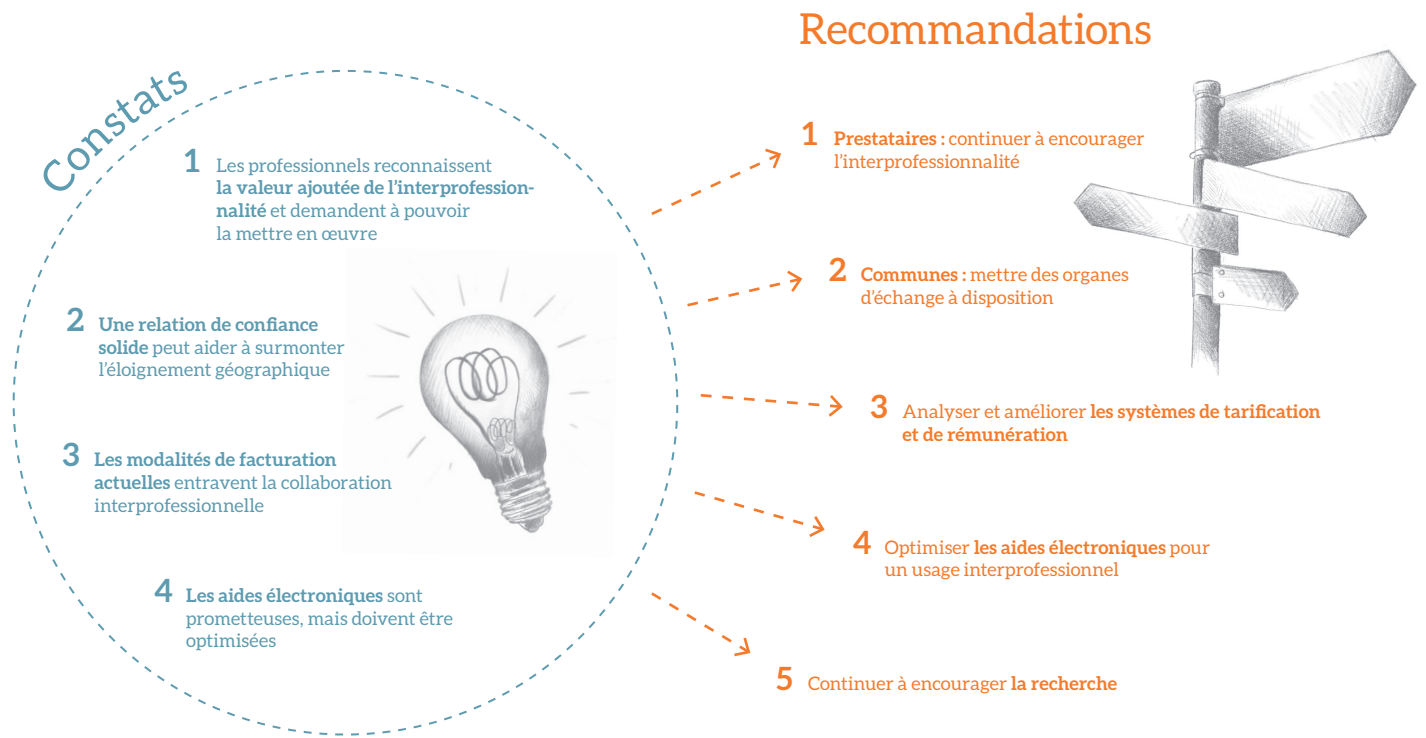 Constats
1 Les professionnels reconnaissent
la valeur ajoutée de l’interprofession-
nalité et demandent à pouvoir
la mettre en œuvre
2 Une relation de confiance
solide peut aider à surmonter
l’éloignement géographique
3 Les modalités de facturation
actuelles entravent la collaboration
interprofessionnelle
4 Les aides électroniques sont
prometteuses, mais doivent être
optimisées
Recommandations
1 Prestataires : continuer à encourager
l’interprofessionnalité
2 Communes : mettre des organes
d’échange à disposition
3 Analyser et améliorer les systèmes de tarification
et de rémunération
4 Optimiser les aides électroniques pour
un usage interprofessionnel
5 Continuer à encourager la recherche